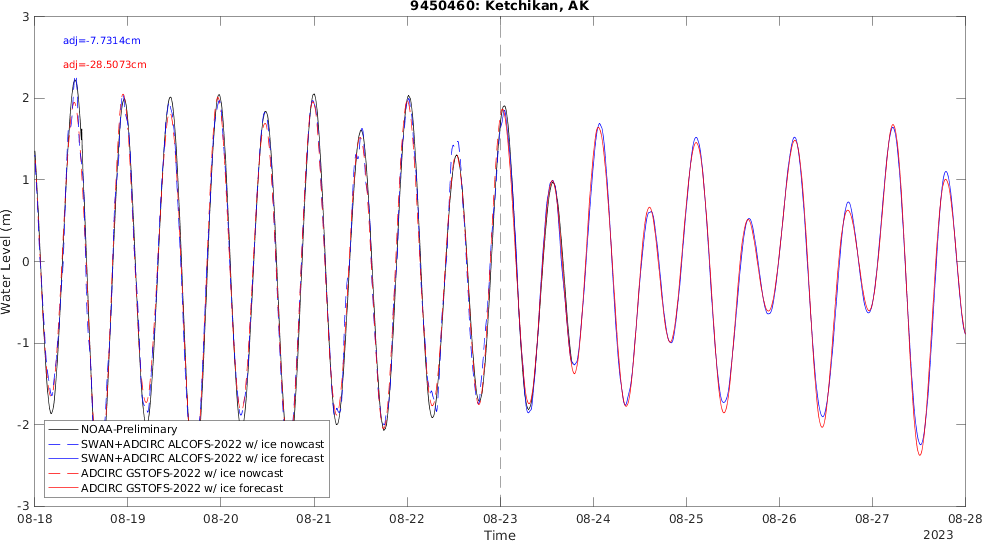 9450460: Ketchikan, AK
adj=-7.7314cm
adj=-28.5073cm
3
2
1
0
-1
-2
-3
Water Level (m)
NOAA-Preliminary
SWAN+ADCIRC ALCOFS-2022 w/ ice nowcast
SWAN+ADCIRC ALCOFS-2022 w/ ice forecast
ADCIRC GSTOFS-2022 w/ ice nowcast
ADCIRC GSTOFS-2022 w/ ice forecast
08-18 08-19 08-20 08-21 08-22 08-23 08-24 08-25 08-26 08-27 08-28
Time
2023